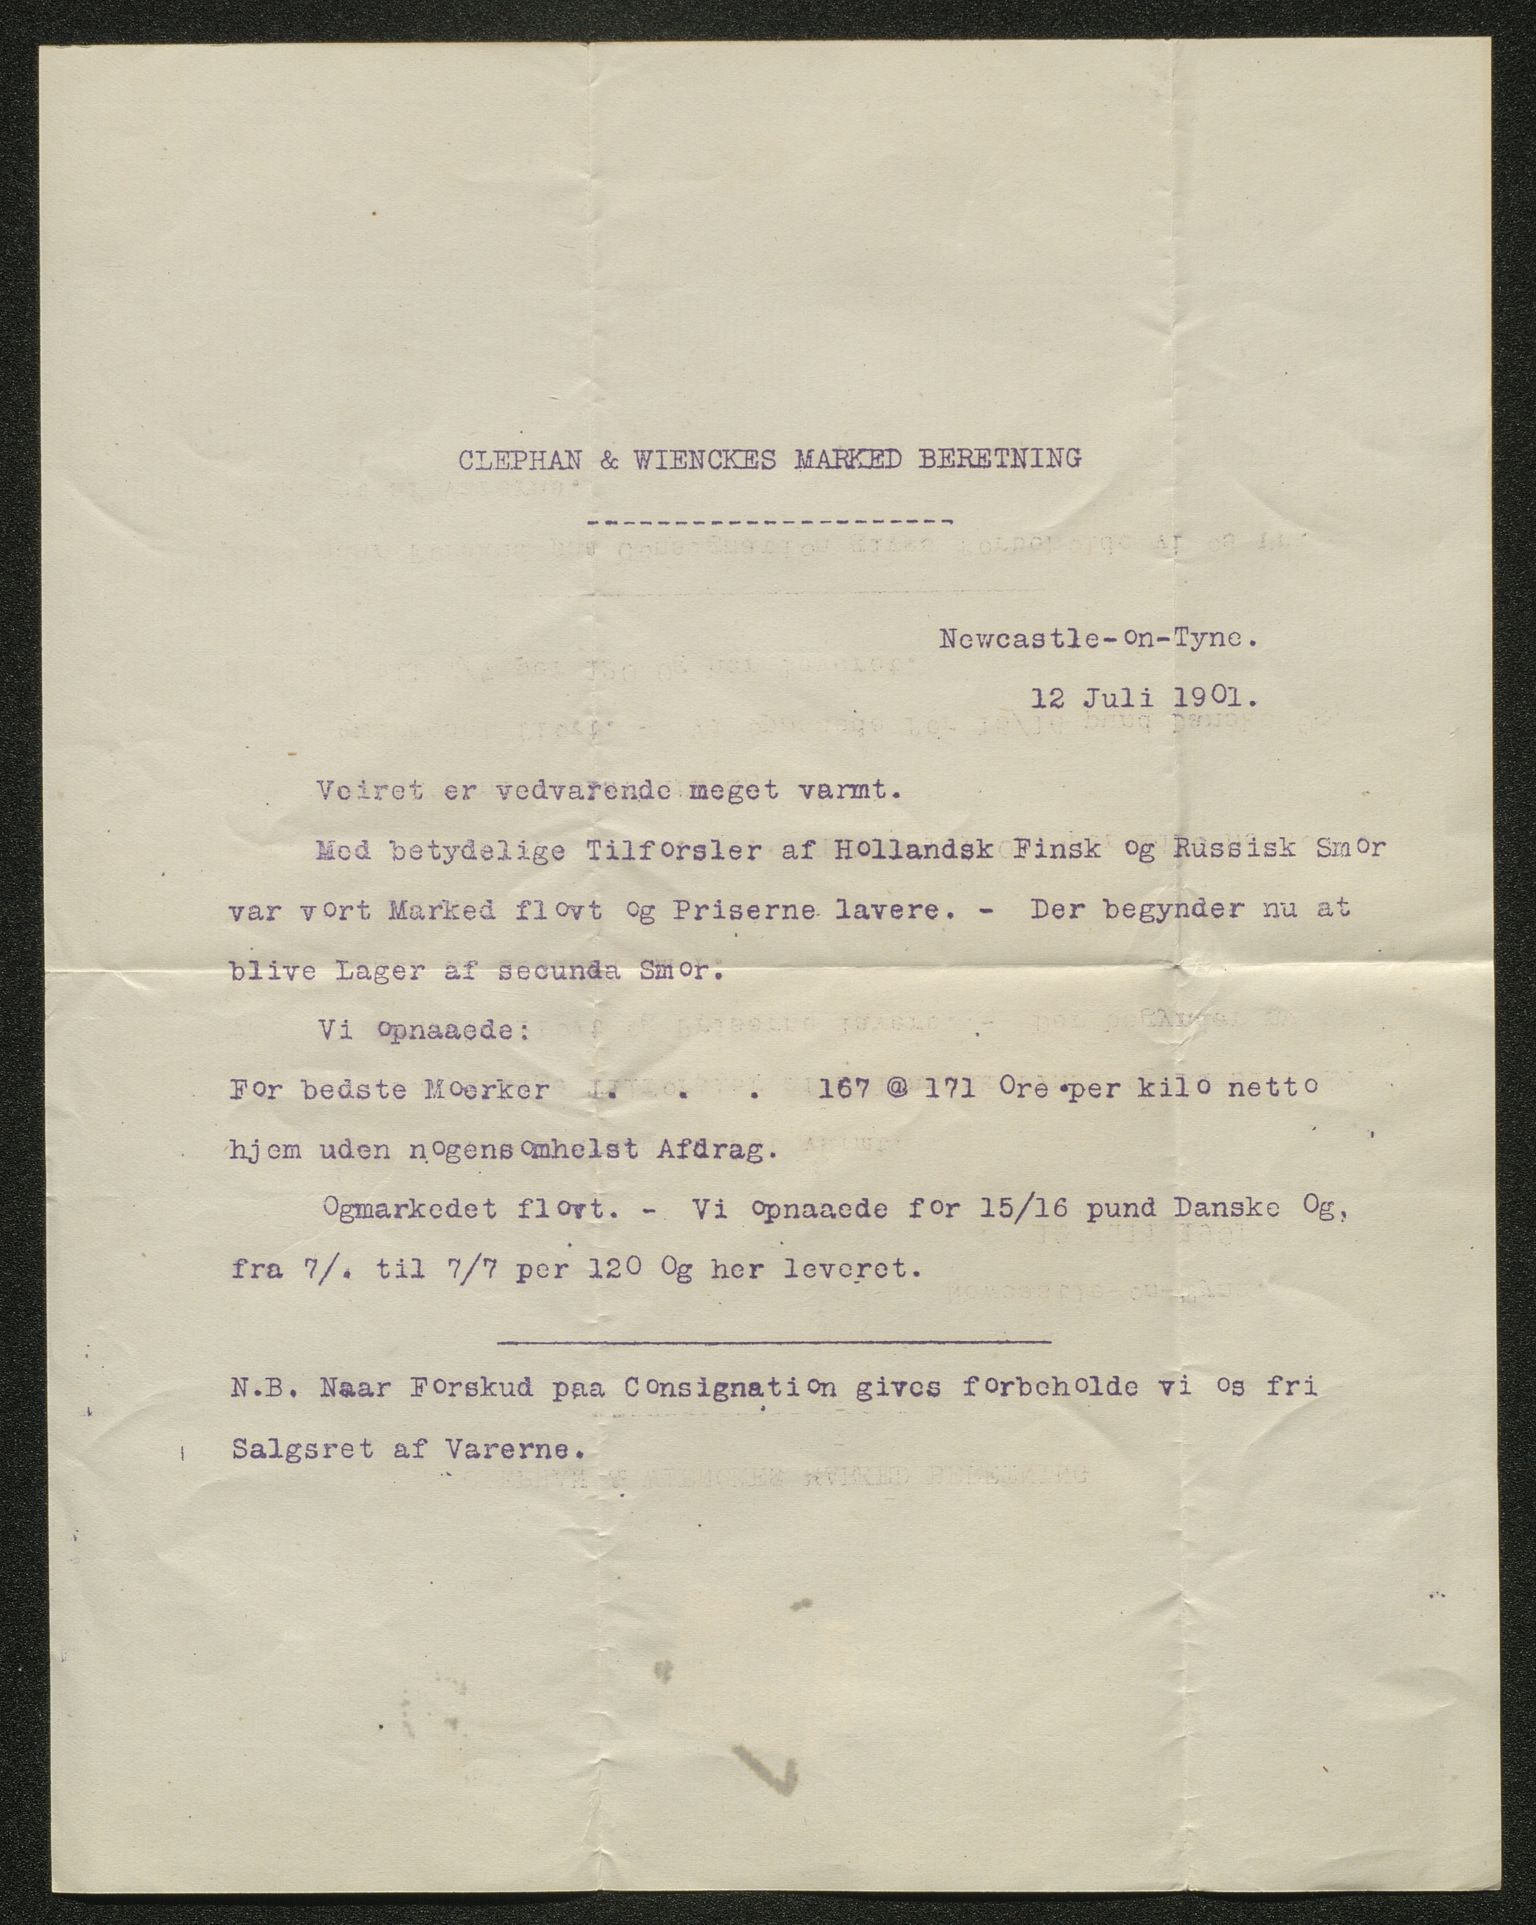 CLEPHAN & WIENCKES MARKED BERETNING
---------------------
Newcastle-on-Tyne.
12 Juli 1901.
Veiret er vedvarende meget varmt.
Med betydelige Tilforsler af Hollandsk Finsk og Russisk Smor
var vort Marked flovt og Priserne lavere. - Der begynder nu at
blive Lager af secunda Smor.
Vi opnaaede:
For bedste Moerker . . . 167 @ 171 Ore per kilo netto
hjem uden nogensomhelst Afdrag.
Ogmarkedet flovt. - Vi opnaaede for 15/16 pund Danske Og,
fra 7/. til 7/7 per 120 Og her leveret.
N.B. Naar Forskud paa Consignation gives forbeholde vi os fri
Salgsret af Varerne.